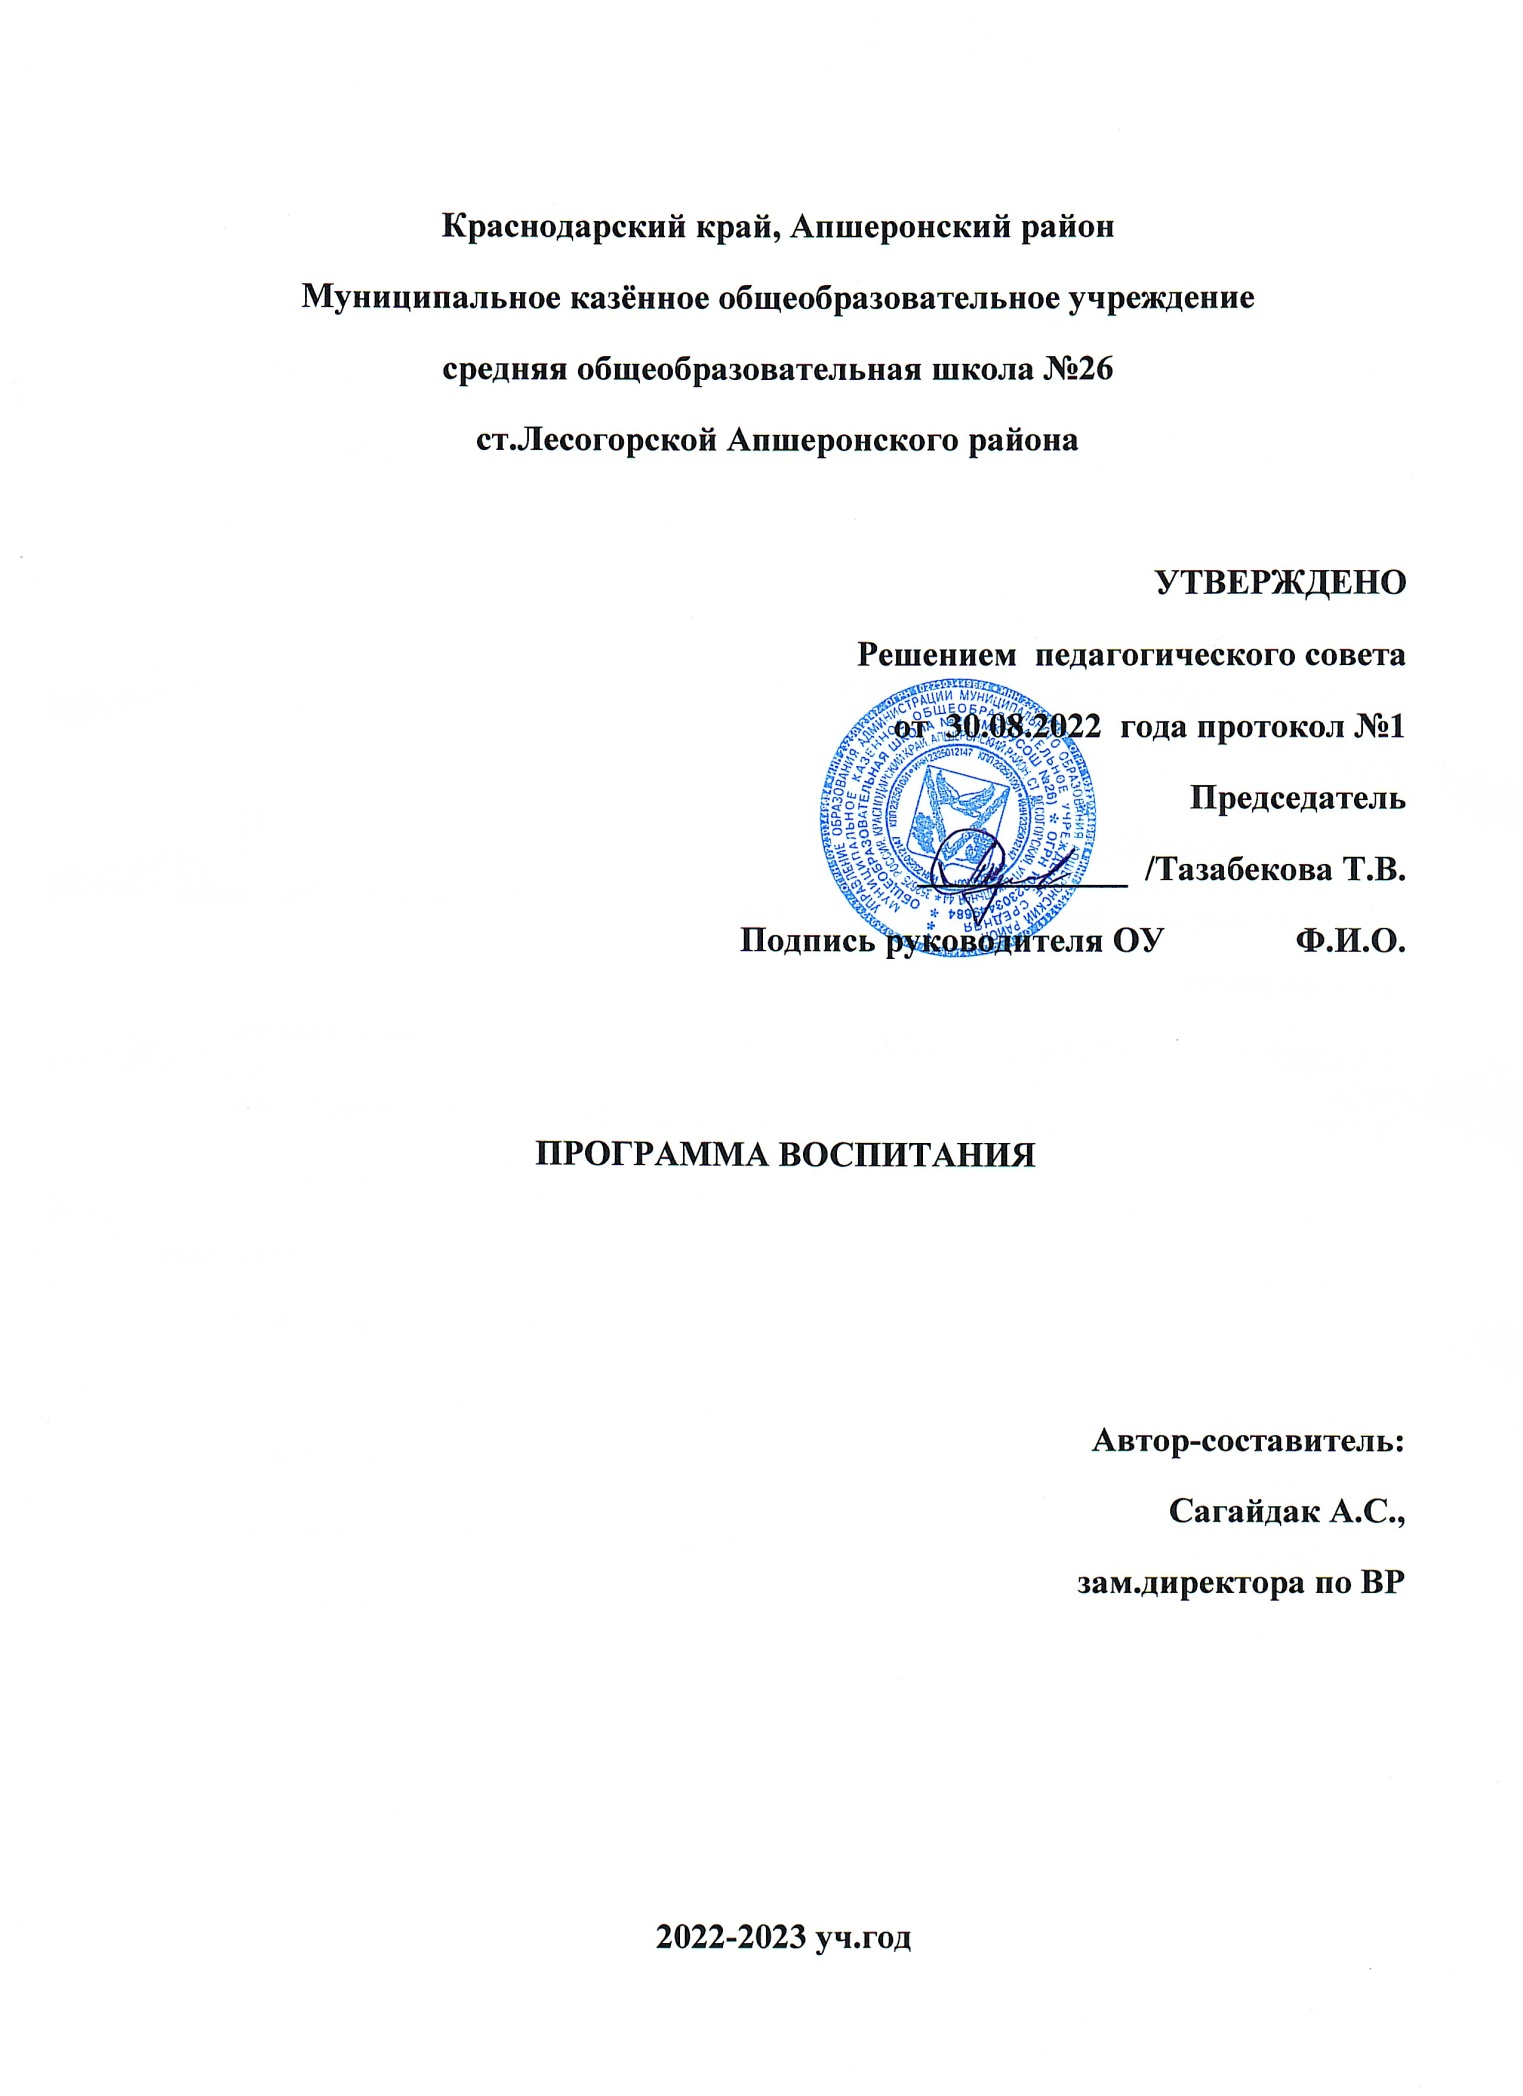 Краснодарский край, Апшеронский район
Муниципальное казённое общеобразовательное учреждение
средняя общеобразовательная школа №26
ст.Лесогорской Апшеронского района
УТВЕРЖДЕНО
Решением педагогического совета
от 30.08.2022 года протокол №1
Председатель
____________ /Тазабекова Т.В.
Подпись руководителя ОУ Ф.И.О.
ПРОГРАММА ВОСПИТАНИЯ
Автор-составитель:
Сагайдак А.С.,
зам.директора по ВР
2022-2023 уч.год